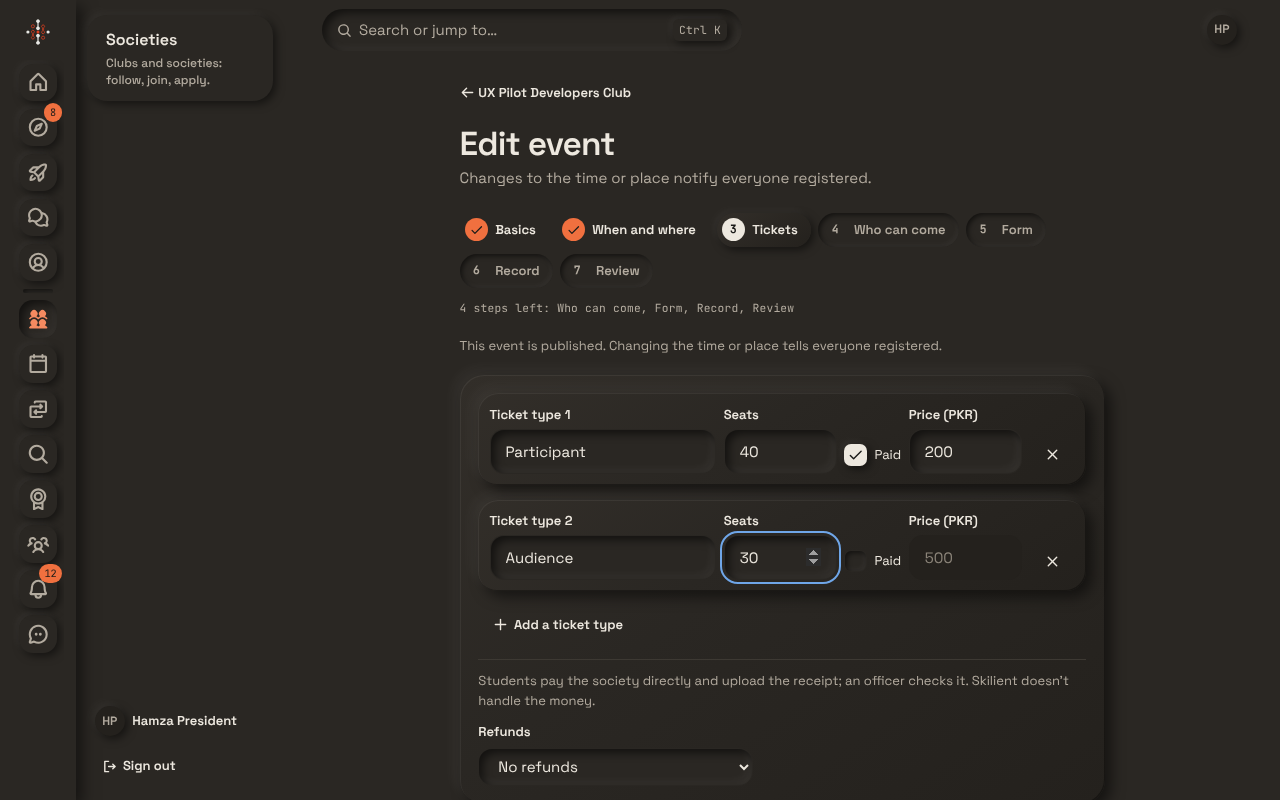 Societies
Clubs and societies:
follow, join, apply.
Search or jump to…
Ctrl K
HP
8
12
← UX Pilot Developers Club
Edit event
Changes to the time or place notify everyone registered.
Basics
When and where
3 Tickets
4 Who can come
5 Form
6 Record
7 Review
4 steps left: Who can come, Form, Record, Review
This event is published. Changing the time or place tells everyone registered.
Ticket type 1 Seats Price (PKR)
Participant 40 Paid 200
Ticket type 2 Seats Price (PKR)
Audience 30 Paid 500
+ Add a ticket type
Students pay the society directly and upload the receipt; an officer checks it. Skilient doesn't
handle the money.
Refunds
No refunds
HP Hamza President
Sign out